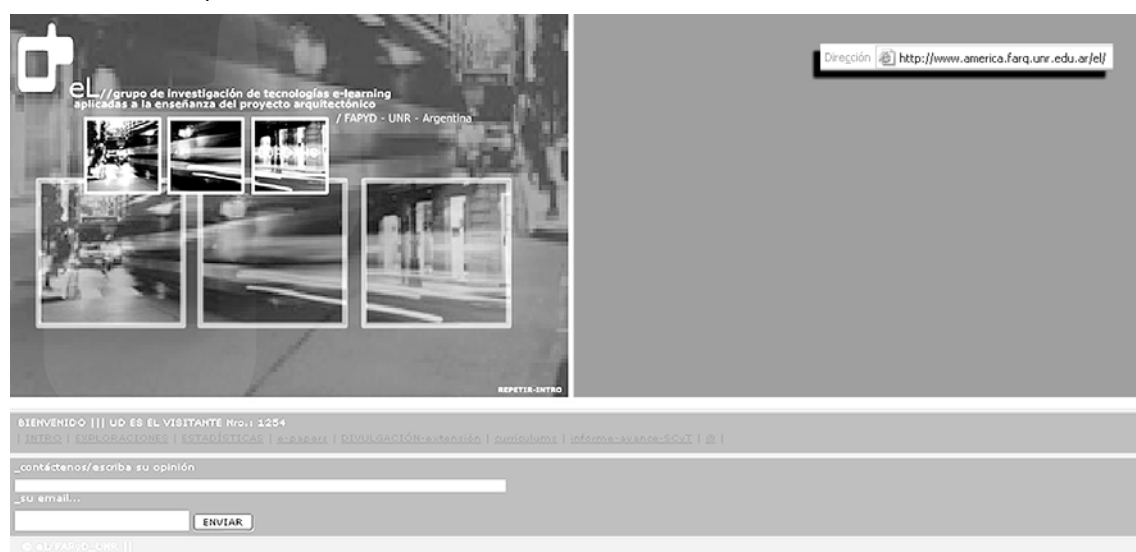 Dirección http://www.america.farq.unr.edu.ar/el/
eL//grupo de investigación de tecnologías e-learning
aplicadas a la enseñanza del proyecto arquitectónico
/ FAPYD - UNR - Argentina
REPETIR-INTRO
BIENVENIDO ||| UD ES EL VISITANTE Nro.: 1254
| INTRO | EXPLORACIONES | ESTADÍSTICAS | e-papers | DIVULGACIÓN-extensión | curriculums | informe-avance-SCyT | @ |
_contáctenos/escriba su opinión
_su email...
ENVIAR